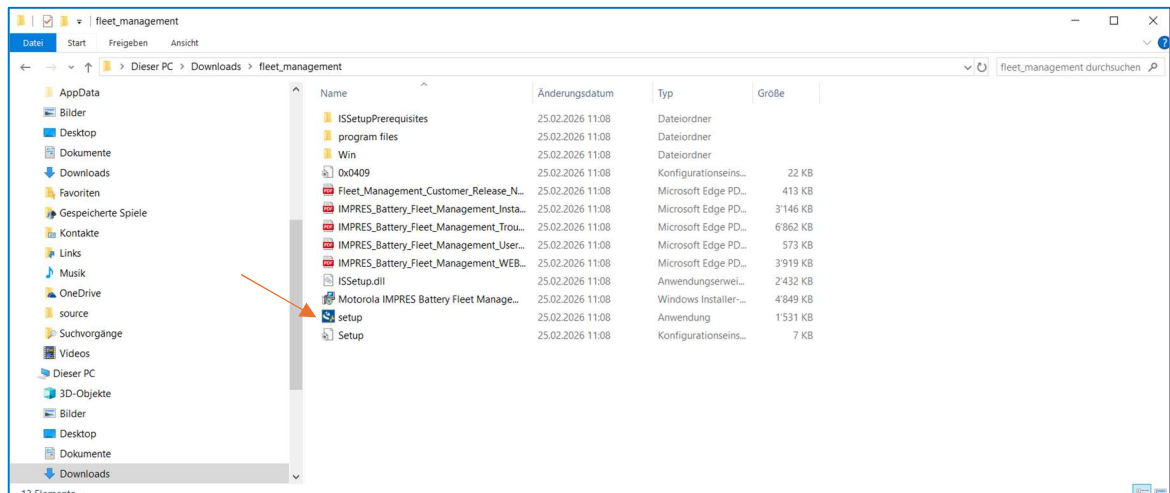 fleet_management
Datei Start Freigeben Ansicht
Dieser PC > Downloads > fleet_management
fleet_management durchsuchen
AppData
Bilder
Desktop
Dokumente
Downloads
Favoriten
Gespeicherte Spiele
Kontakte
Links
Musik
OneDrive
source
Suchvorgänge
Videos
Dieser PC
3D-Objekte
Bilder
Desktop
Dokumente
Downloads
Name Änderungsdatum Typ Größe
ISSetupPrerequisites 25.02.2026 11:08 Dateiordner
program files 25.02.2026 11:08 Dateiordner
Win 25.02.2026 11:08 Dateiordner
0x0409 25.02.2026 11:08 Konfigurationseins... 22 KB
Fleet_Management_Customer_Release_N... 25.02.2026 11:08 Microsoft Edge PD... 413 KB
IMPRES_Battery_Fleet_Management_Insta... 25.02.2026 11:08 Microsoft Edge PD... 3'146 KB
IMPRES_Battery_Fleet_Management_Trou... 25.02.2026 11:08 Microsoft Edge PD... 6'862 KB
IMPRES_Battery_Fleet_Management_User... 25.02.2026 11:08 Microsoft Edge PD... 573 KB
IMPRES_Battery_Fleet_Management_WEB... 25.02.2026 11:08 Microsoft Edge PD... 3'919 KB
ISSetup.dll 25.02.2026 11:08 Anwendungserwei... 2'432 KB
Motorola IMPRES Battery Fleet Manage... 25.02.2026 11:08 Windows Installer-... 4'849 KB
setup 25.02.2026 11:08 Anwendung 1'531 KB
Setup 25.02.2026 11:08 Konfigurationseins... 7 KB